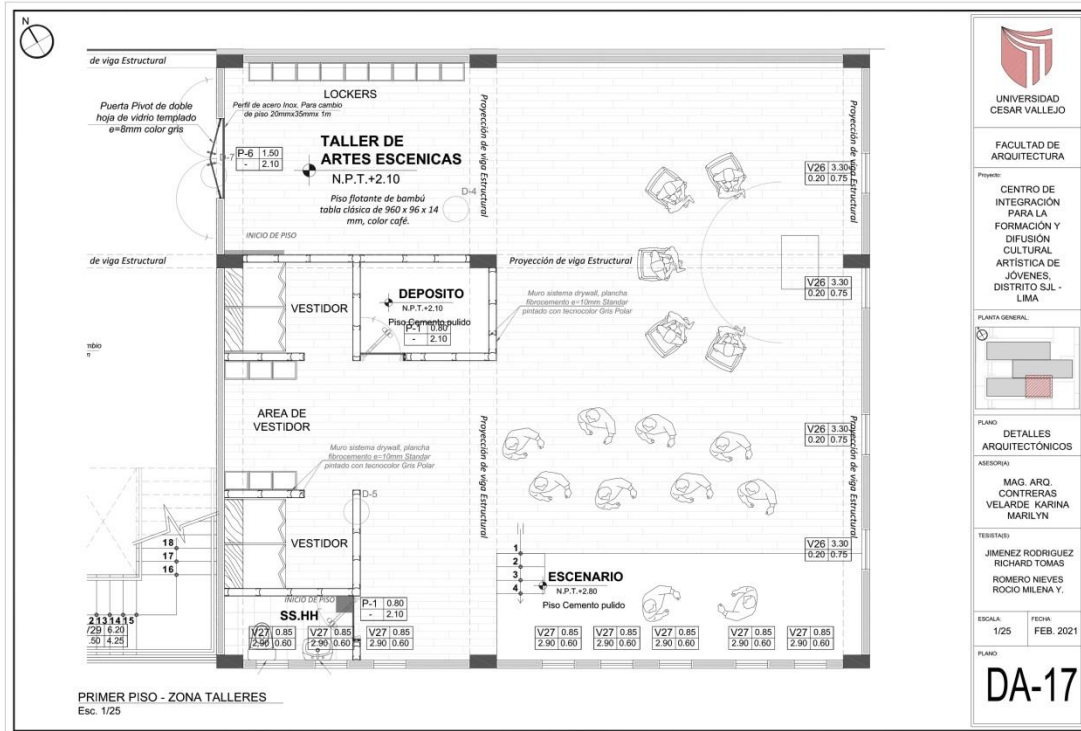 N
de viga Estructural
Puerta Pivot de doble
hoja de vidrio templado
e=8mm color gris
Perfil de acero Inox. Para cambio
de piso 20mmx35mmx 1m
LOCKERS
TALLER DE
ARTES ESCENICAS
N.P.T.+2.10
Piso flotante de bambú
tabla clásica de 960 x 96 x 14
mm, color café.
D-7
P-6 1.50
- 2.10
D-4
INICIO DE PISO
Proyección de viga Estructural
Proyección de viga Estructural
V26 3.30
0.20 0.75
de viga Estructural
Proyección de viga Estructural
VESTIDOR
DEPOSITO
N.P.T.+2.10
Piso Cemento pulido
P-1 0.80
- 2.10
Muro sistema drywall, plancha
fibrocemento e=10mm Standar
pintado con tecnocolor Gris Polar
V26 3.30
0.20 0.75
AREA DE
VESTIDOR
Muro sistema drywall, plancha
fibrocemento e=10mm Standar
pintado con tecnocolor Gris Polar
Proyección de viga Estructural
Proyección de viga Estructural
V26 3.30
0.20 0.75
D-5
VESTIDOR
18
17
16
2 13 14 15
V29 6.20
.50 4.25
INICIO DE PISO
SS.HH
P-1 0.80
- 2.10
V27 0.85
2.90 0.60
V27 0.85
2.90 0.60
V27 0.85
2.90 0.60
1
2
3
4
ESCENARIO
N.P.T.+2.80
Piso Cemento pulido
V26 3.30
0.20 0.75
V27 0.85
2.90 0.60
V27 0.85
2.90 0.60
V27 0.85
2.90 0.60
V27 0.85
2.90 0.60
V27 0.85
2.90 0.60
PRIMER PISO - ZONA TALLERES
Esc. 1/25
UNIVERSIDAD
CESAR VALLEJO
FACULTAD DE
ARQUITECTURA
Proyecto:
CENTRO DE
INTEGRACIÓN
PARA LA
FORMACIÓN Y
DIFUSIÓN
CULTURAL
ARTÍSTICA DE
JÓVENES,
DISTRITO SJL -
LIMA
PLANTA GENERAL:
PLANO
DETALLES
ARQUITECTÓNICOS
ASESOR(A)
MAG. ARQ.
CONTRERAS
VELARDE KARINA
MARILYN
TESISTA(S)
JIMENEZ RODRIGUEZ
RICHARD TOMAS
ROMERO NIEVES
ROCIO MILENA Y.
ESCALA:
1/25
FECHA:
FEB. 2021
PLANO:
DA-17